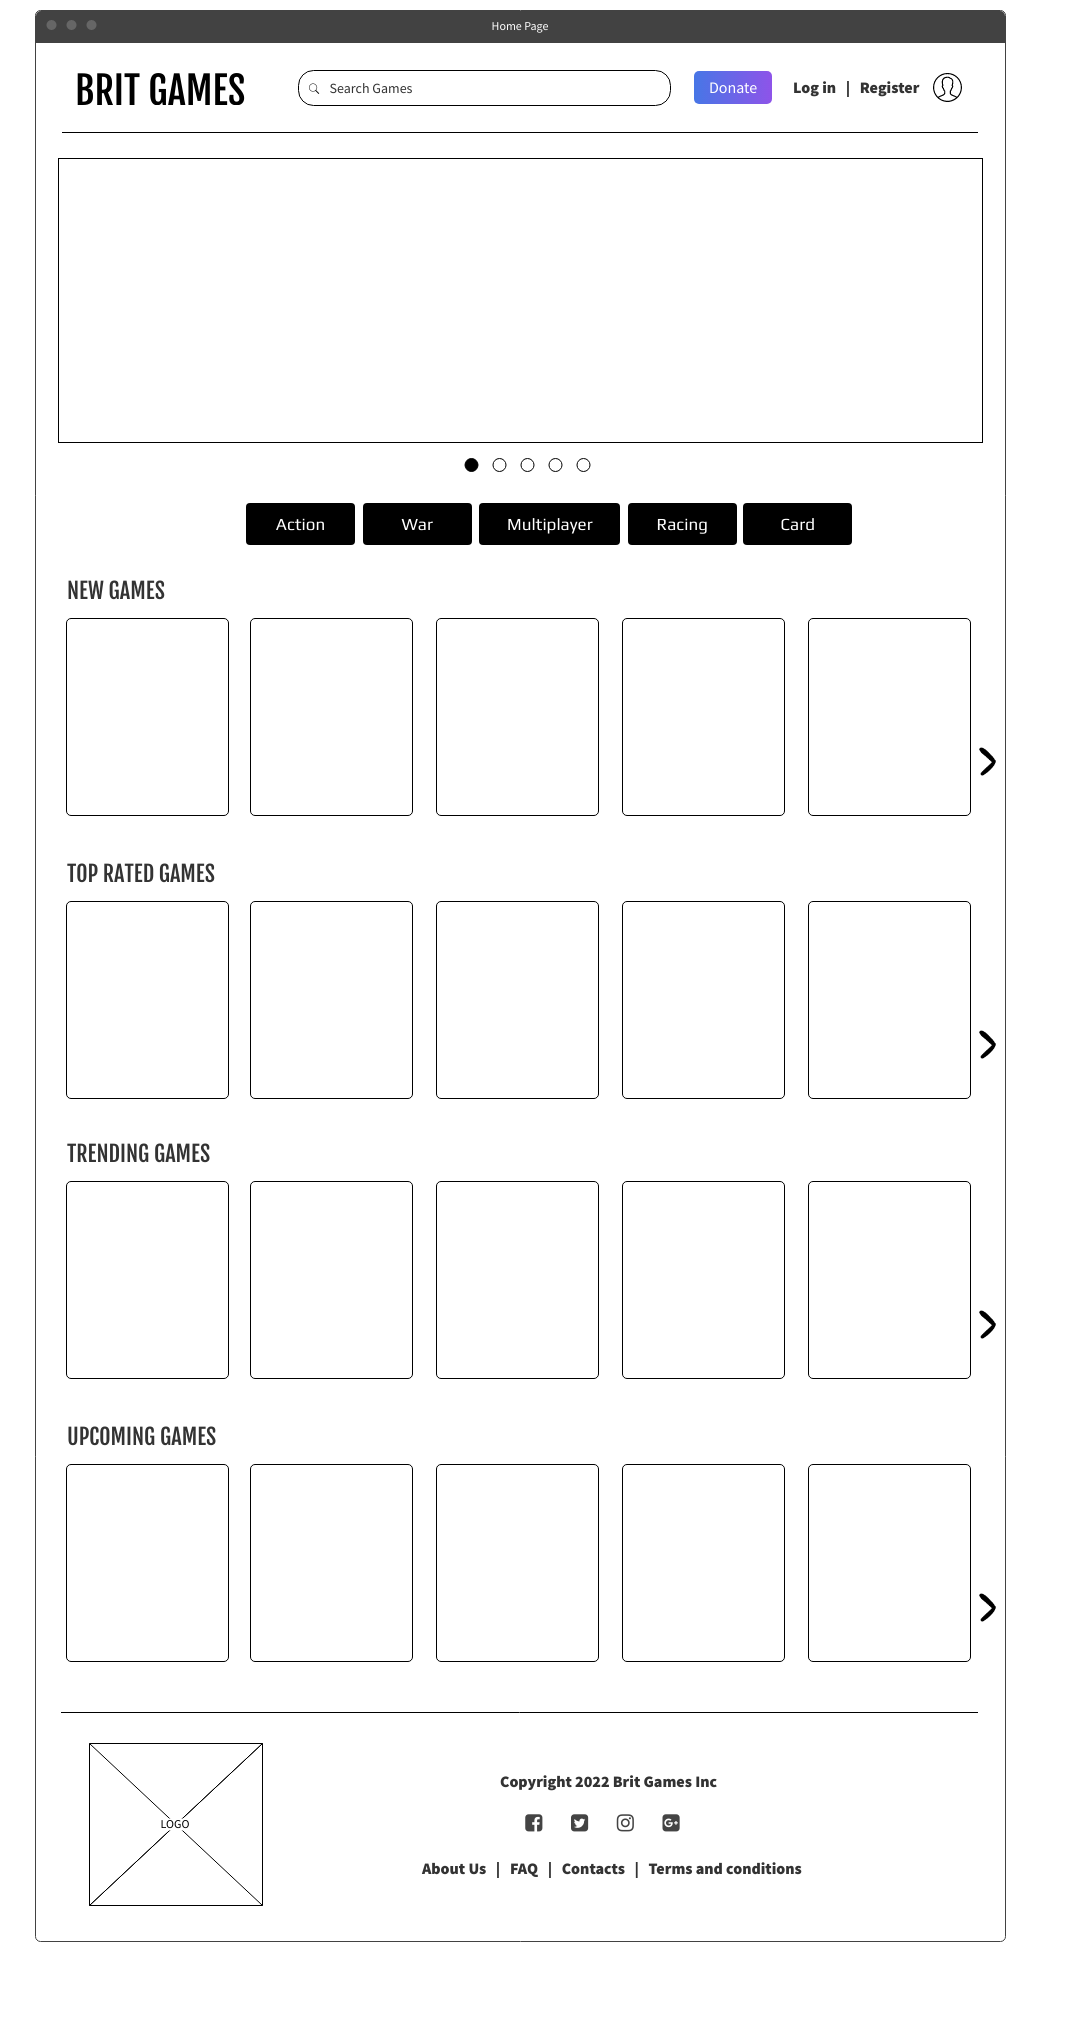 Home Page
BRIT GAMES
Search Games
Donate
Log in | Register
Action
War
Multiplayer
Racing
Card
NEW GAMES
TOP RATED GAMES
TRENDING GAMES
UPCOMING GAMES
LOGO
Copyright 2022 Brit Games Inc
About Us | FAQ | Contacts | Terms and conditions